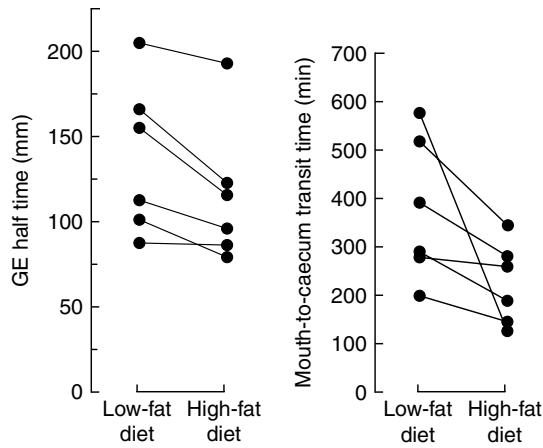 GE half time (mm)
200
150
100
50
0
Low-fat diet
High-fat diet
Mouth-to-caecum transit time (min)
700
600
500
400
300
200
100
0
Low-fat
diet
High-fat
diet